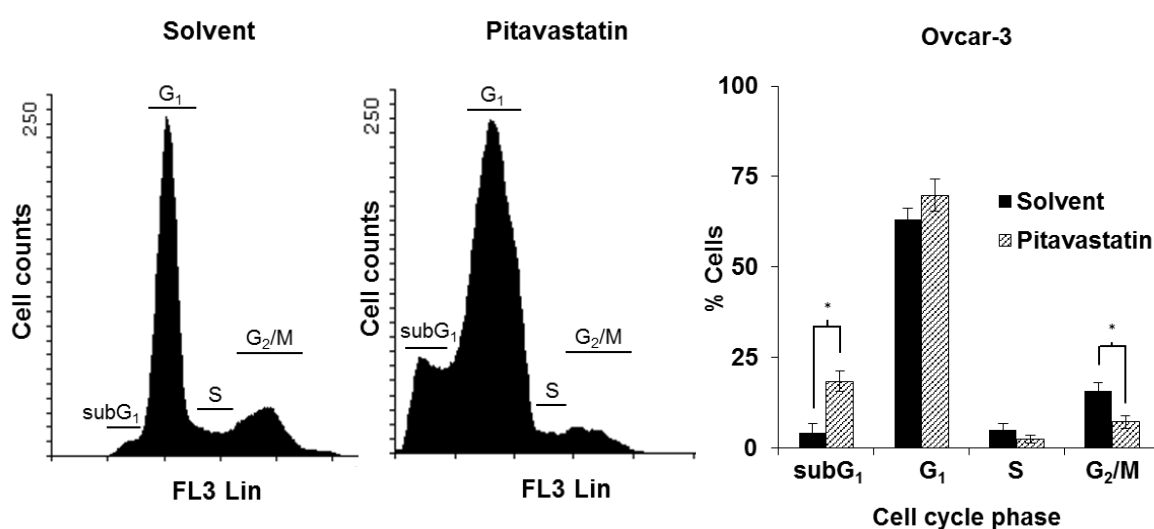 Solvent
250
G₁
subG₁
S
G₂/M
Cell counts
FL3 Lin
Pitavastatin
250
G₁
subG₁
S
G₂/M
Cell counts
FL3 Lin
Ovcar-3
100
75
50
25
0
% Cells
*
*
Solvent
Pitavastatin
subG₁ G₁ S G₂/M
Cell cycle phase